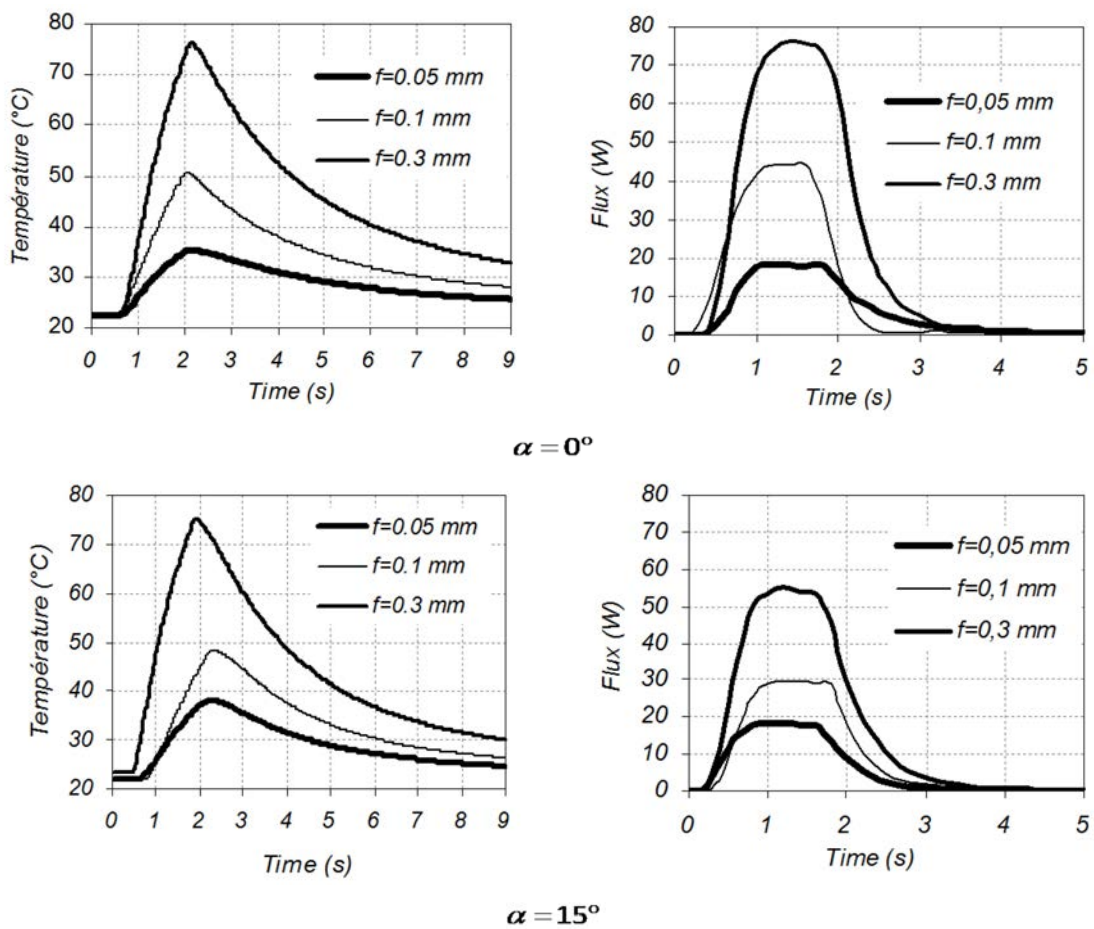 80
70
60
50
40
30
20
Température (°C)
f=0.05 mm
f=0.1 mm
f=0.3 mm
0 1 2 3 4 5 6 7 8 9
Time (s)
80
70
60
50
40
30
20
10
0
Flux (W)
f=0,05 mm
f=0.1 mm
f=0.3 mm
0 1 2 3 4 5
Time (s)
α = 0º
80
70
60
50
40
30
20
Température (°C)
f=0.05 mm
f=0.1 mm
f=0.3 mm
0 1 2 3 4 5 6 7 8 9
Time (s)
80
70
60
50
40
30
20
10
0
Flux (W)
f=0,05 mm
f=0,1 mm
f=0,3 mm
0 1 2 3 4 5
Time (s)
α = 15º